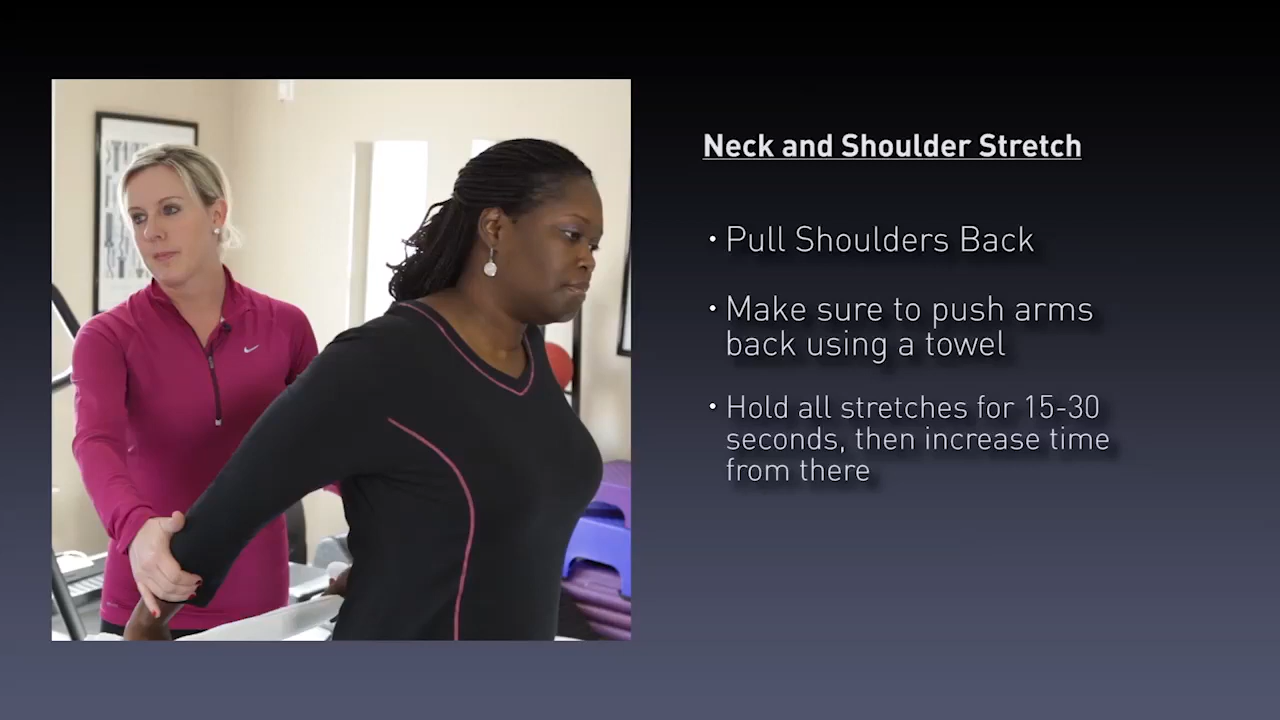 Neck and Shoulder Stretch
• Pull Shoulders Back
• Make sure to push arms
back using a towel
• Hold all stretches for 15-30
seconds, then increase time
from there